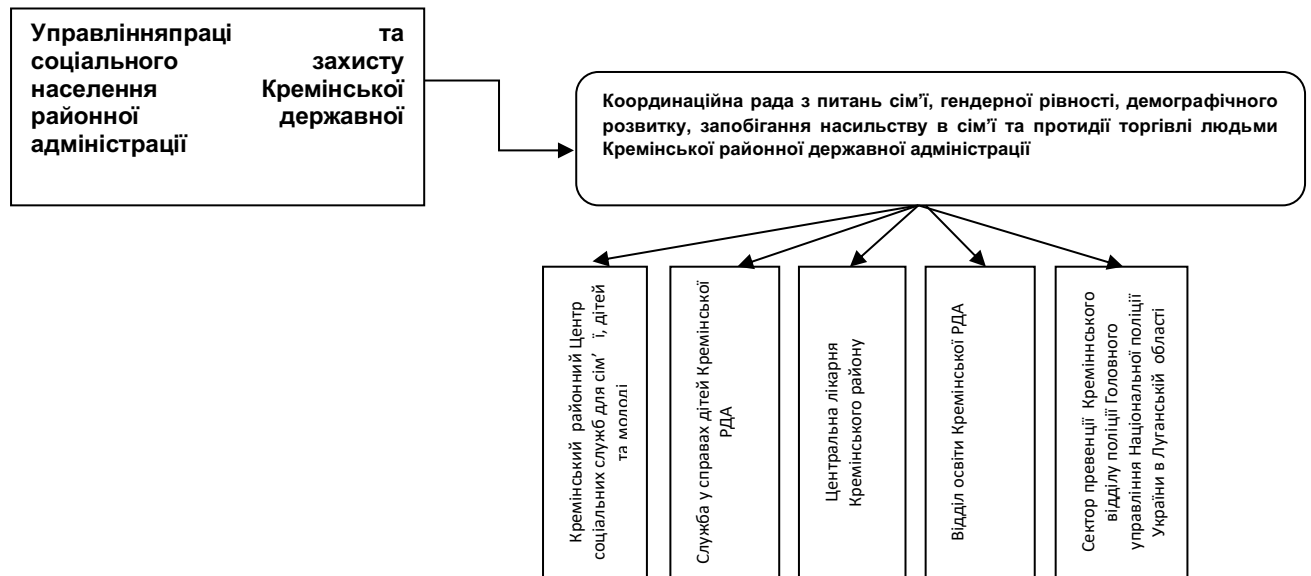 Управлінняпраці та
соціального захисту
населення Кремінської
районної державної
адміністрації
Координаційна рада з питань сім’ї, гендерної рівності, демографічного
розвитку, запобігання насильству в сім’ї та протидії торгівлі людьми
Кремінської районної державної адміністрації
Кремінський районний Центр
соціальних служб для сім’ ї, дітей
та молоді
Служба у справах дітей Кремінської
РДА
Центральна лікарня
Кремінського району
Відділ освіти Кремінської РДА
Сектор превенції Креміннського
відділу поліції Головного
управління Національної поліції
України в Луганській області